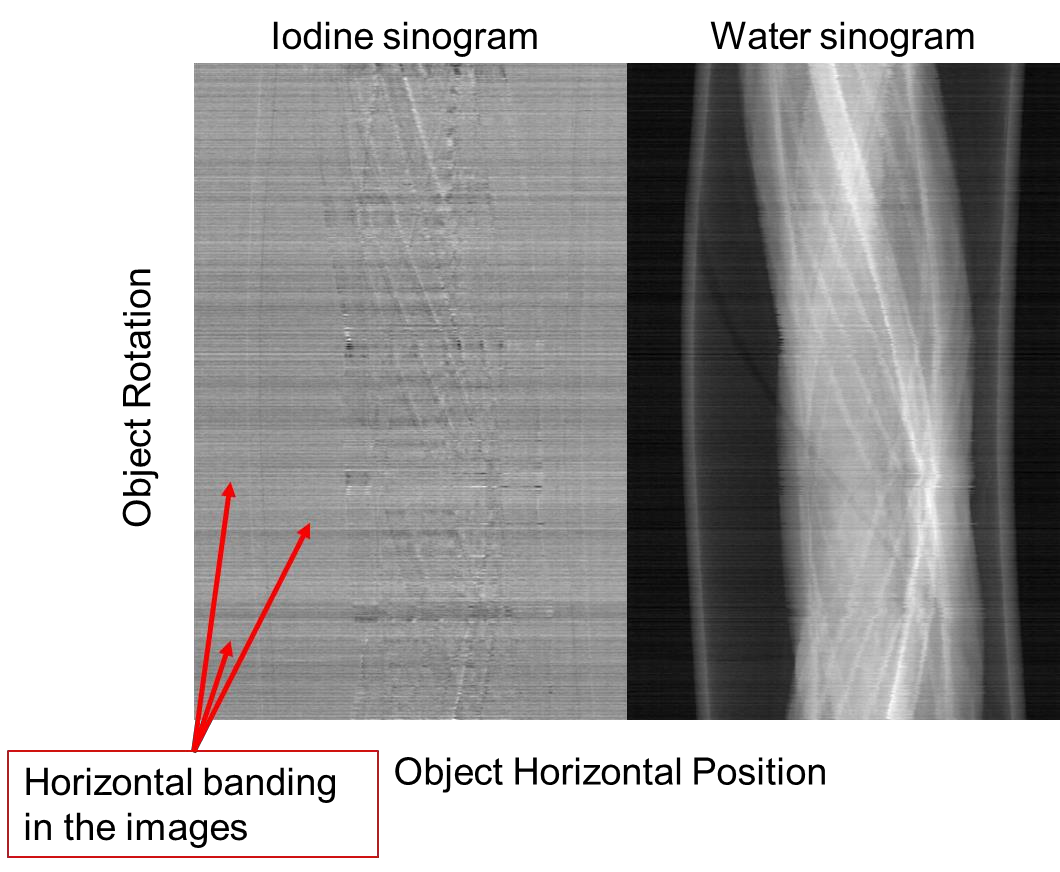 Iodine sinogram
Water sinogram
Object Rotation
Horizontal banding
in the images
Object Horizontal Position